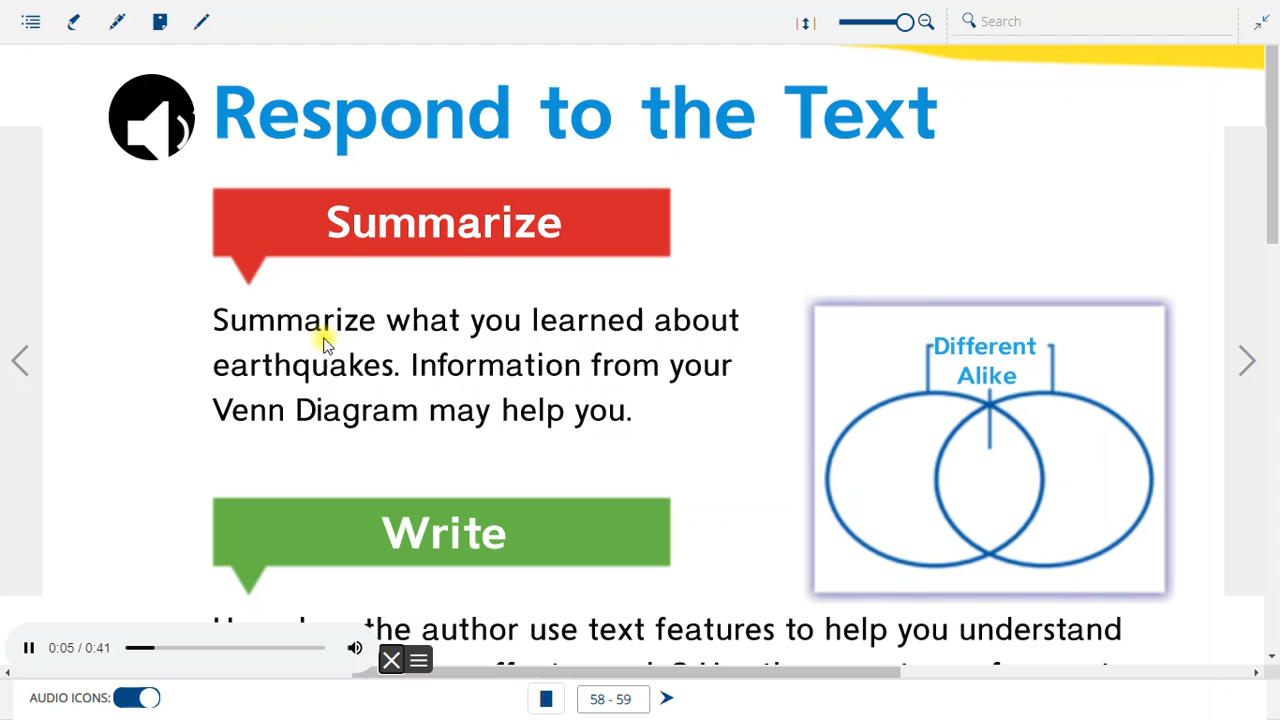 Search
Respond to the Text
Summarize
Summarize what you learned about
earthquakes. Information from your
Venn Diagram may help you.
Different
Alike
Write
the author use text features to help you understand
0:05 / 0:41
AUDIO ICONS:
58 - 59